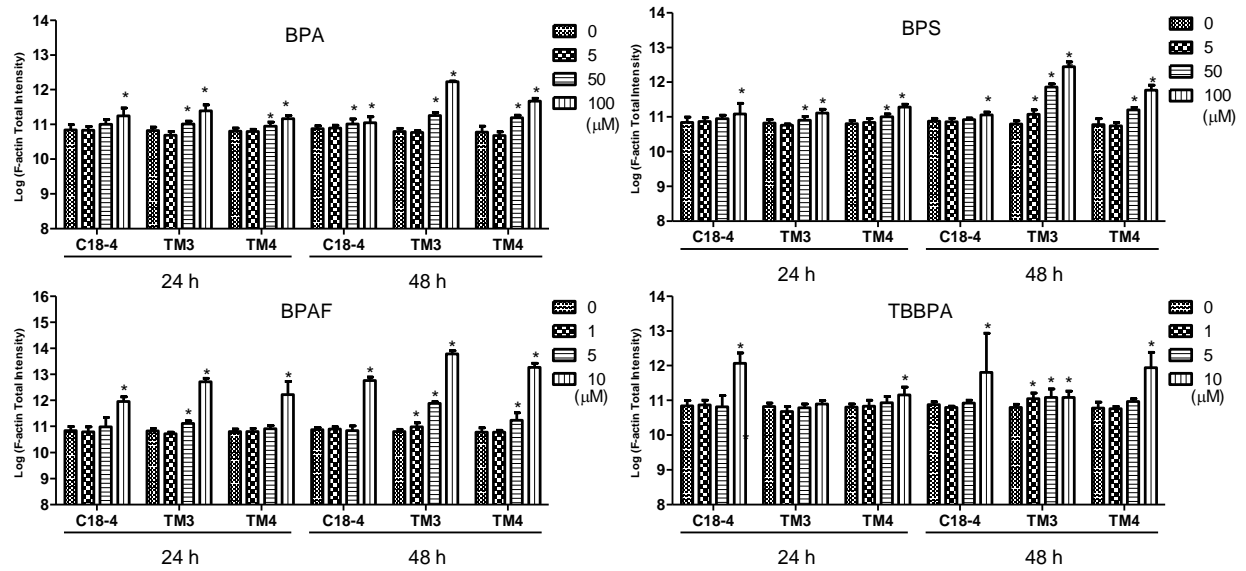 BPA
Log (F-actin Total Intensity)
14
13
12
11
10
9
8
0
5
50
100
(µM)
* * * * * * * * * * *
C18-4 TM3 TM4 C18-4 TM3 TM4
24 h 48 h
BPS
Log (F-actin Total Intensity)
14
13
12
11
10
9
8
0
5
50
100
(µM)
* * * * * * * * * * *
C18-4 TM3 TM4 C18-4 TM3 TM4
24 h 48 h
BPAF
Log (F-actin Total Intensity)
16
15
14
13
12
11
10
9
8
0
1
5
10
(µM)
* * * * * * * * * *
C18-4 TM3 TM4 C18-4 TM3 TM4
24 h 48 h
TBBPA
Log (F-actin Total Intensity)
14
13
12
11
10
9
8
0
1
5
10
(µM)
* * * * * * * *
C18-4 TM3 TM4 C18-4 TM3 TM4
24 h 48 h